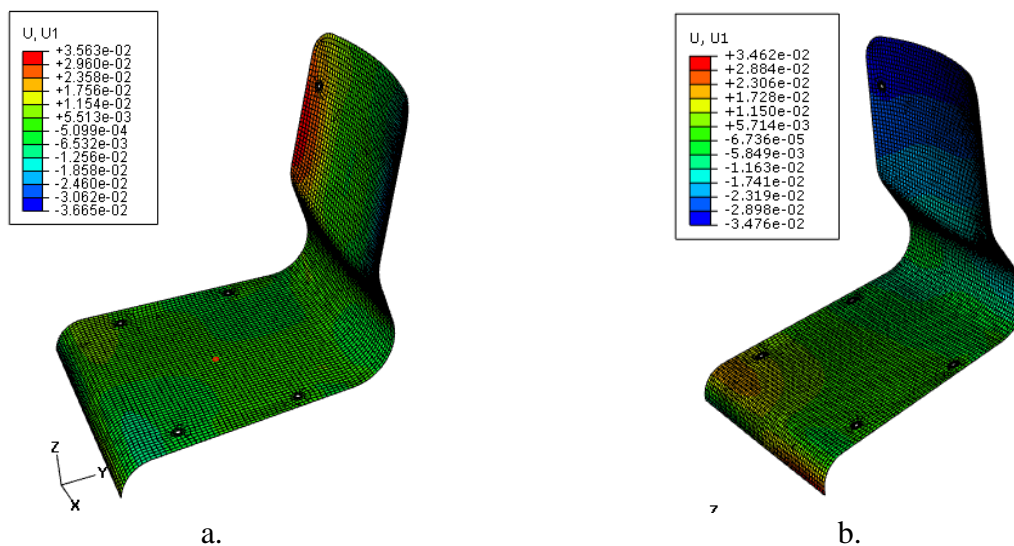 U, U1
+3.563e-02
+2.960e-02
+2.358e-02
+1.756e-02
+1.154e-02
+5.513e-03
-5.099e-04
-6.532e-03
-1.256e-02
-1.858e-02
-2.460e-02
-3.062e-02
-3.665e-02
Z
Y
X
a.
U, U1
+3.462e-02
+2.884e-02
+2.306e-02
+1.728e-02
+1.150e-02
+5.714e-03
-6.736e-05
-5.849e-03
-1.163e-02
-1.741e-02
-2.319e-02
-2.898e-02
-3.476e-02
b.